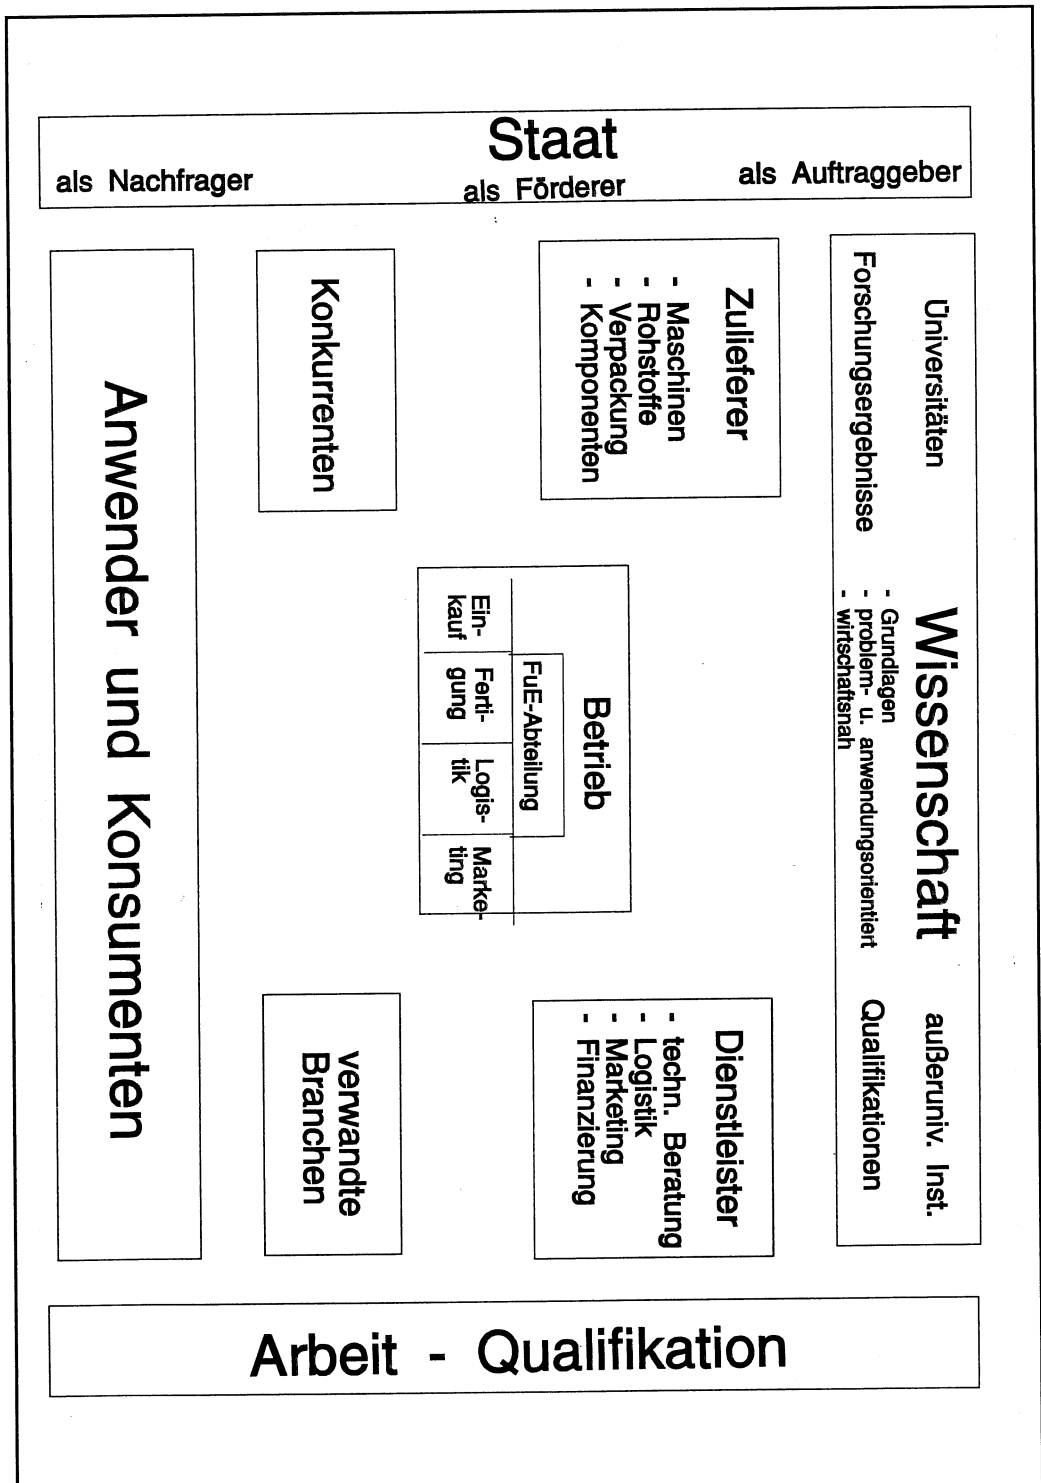 Staat
als Nachfrager
als Förderer
als Auftraggeber
Universitäten
Wissenschaft
außeruniv. Inst.
Forschungsergebnisse
- Grundlagen
- problem- u. anwendungsorientiert
- wirtschaftsnah
Qualifikationen
Zulieferer
- Maschinen
- Rohstoffe
- Verpackung
- Komponenten
Dienstleister
- techn. Beratung
- Logistik
- Marketing
- Finanzierung
Betrieb
FuE-Abteilung
Ein-
kauf
Ferti-
gung
Logis-
tik
Marke-
ting
Konkurrenten
verwandte
Branchen
Anwender und Konsumenten
Arbeit - Qualifikation